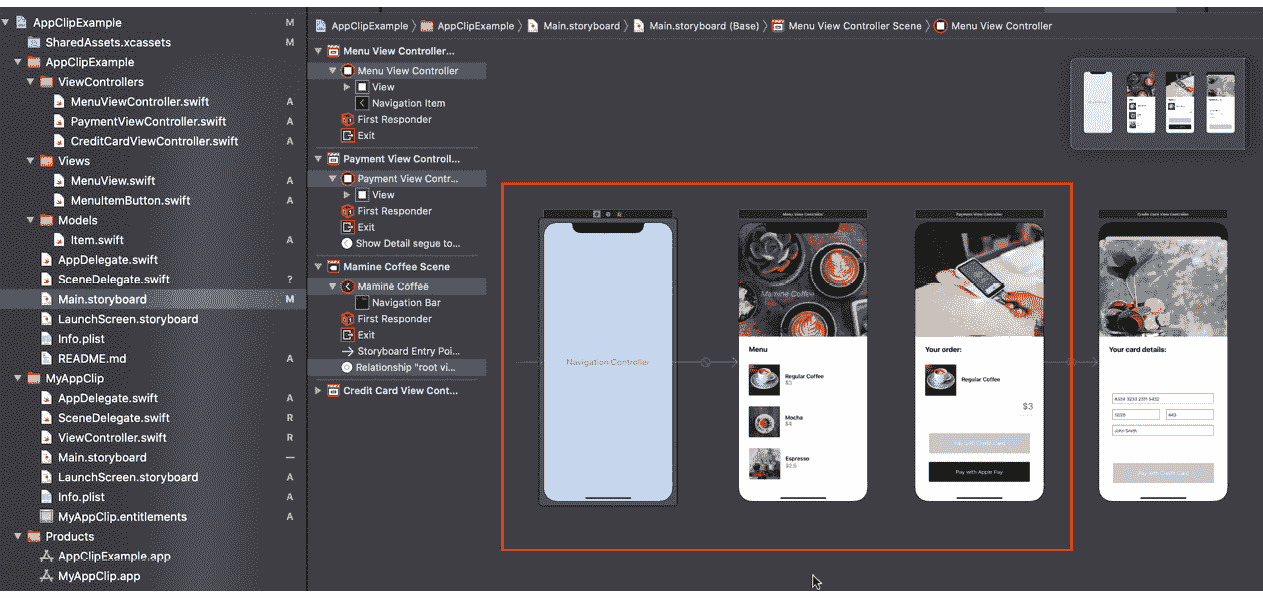 AppClipExample M
SharedAssets.xcassets M
AppClipExample
ViewControllers
MenuViewController.swift A
PaymentViewController.swift A
CreditCardViewController.swift A
Views
MenuView.swift A
MenuItemButton.swift A
Models
Item.swift A
AppDelegate.swift
SceneDelegate.swift ?
Main.storyboard M
LaunchScreen.storyboard
Info.plist
README.md A
MyAppClip
AppDelegate.swift A
SceneDelegate.swift R
ViewController.swift R
Main.storyboard —
LaunchScreen.storyboard A
Info.plist A
MyAppClip.entitlements A
Products
AppClipExample.app
MyAppClip.app
AppClipExample 〉 AppClipExample 〉 Main.storyboard 〉 Main.storyboard (Base) 〉 Menu View Controller Scene 〉 Menu View Controller
Menu View Controller...
Menu View Controller
View
Navigation Item
First Responder
Exit
Payment View Controll...
Payment View Contr...
View
First Responder
Exit
Show Detail segue to...
Mamine Coffee Scene
Mamine Coffee
Navigation Bar
First Responder
Exit
Storyboard Entry Poi...
Relationship "root vi...
Credit Card View Cont...
Navigation Controller
Menu View Controller
Mamine Coffee
Menu
Regular Coffee
$3
Mocha
$4
Espresso
$2.5
Payment View Controller
Your order:
Regular Coffee
$3
Pay with Credit Card
Pay with Apple Pay
Credit Card View Controller
Your card details:
John Smith
Pay with Credit Card